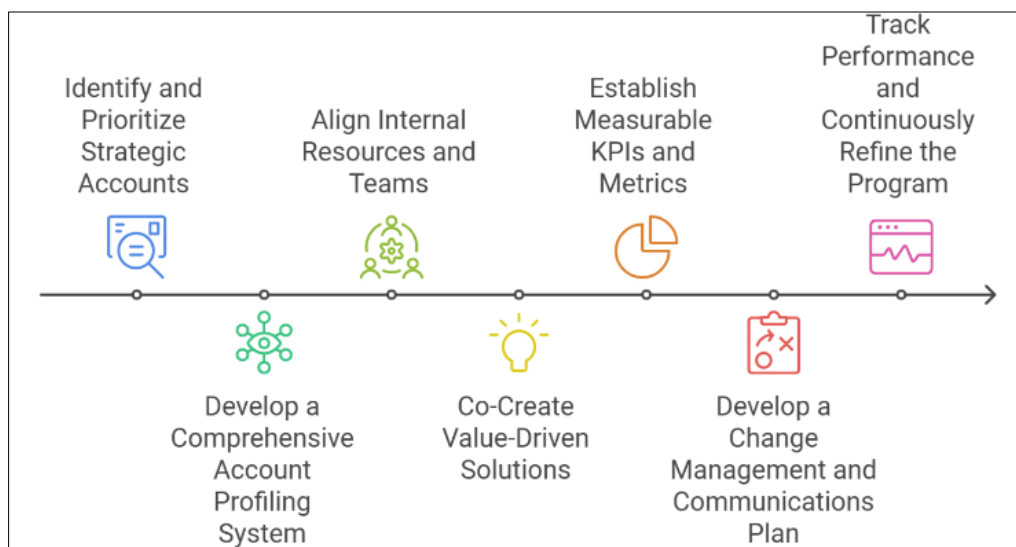 Identify and
Prioritize
Strategic
Accounts
Develop a
Comprehensive
Account
Profiling
System
Align Internal
Resources and
Teams
Co-Create
Value-Driven
Solutions
Establish
Measurable
KPIs and
Metrics
Develop a
Change
Management and
Communications
Plan
Track
Performance
and
Continuously
Refine the
Program